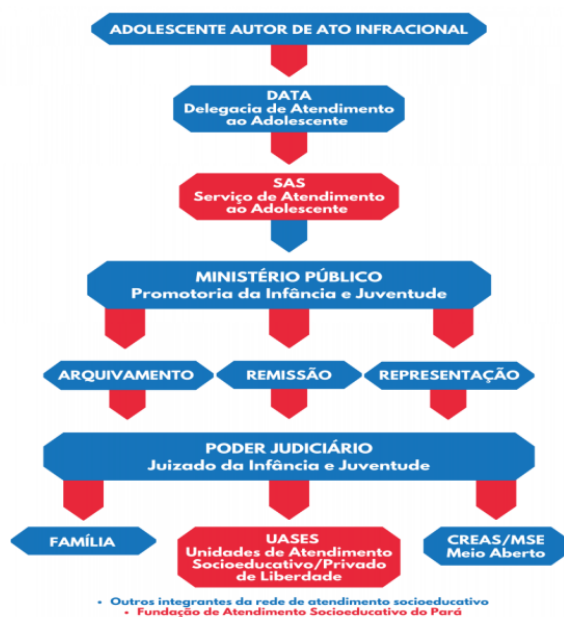 ADOLESCENTE AUTOR DE ATO INFRACIONAL
DATA
Delegacia de Atendimento
ao Adolescente
SAS
Serviço de Atendimento
ao Adolescente
MINISTÉRIO PÚBLICO
Promotoria da Infância e Juventude
ARQUIVAMENTO
REMISSÃO
REPRESENTAÇÃO
PODER JUDICIÁRIO
Juizado da Infância e Juventude
FAMÍLIA
UASES
Unidades de Atendimento
Socioeducativo/Privado
de Liberdade
CREAS/MSE
Meio Aberto
• Outros integrantes da rede de atendimento socioeducativo
• Fundação de Atendimento Socioeducativo do Pará